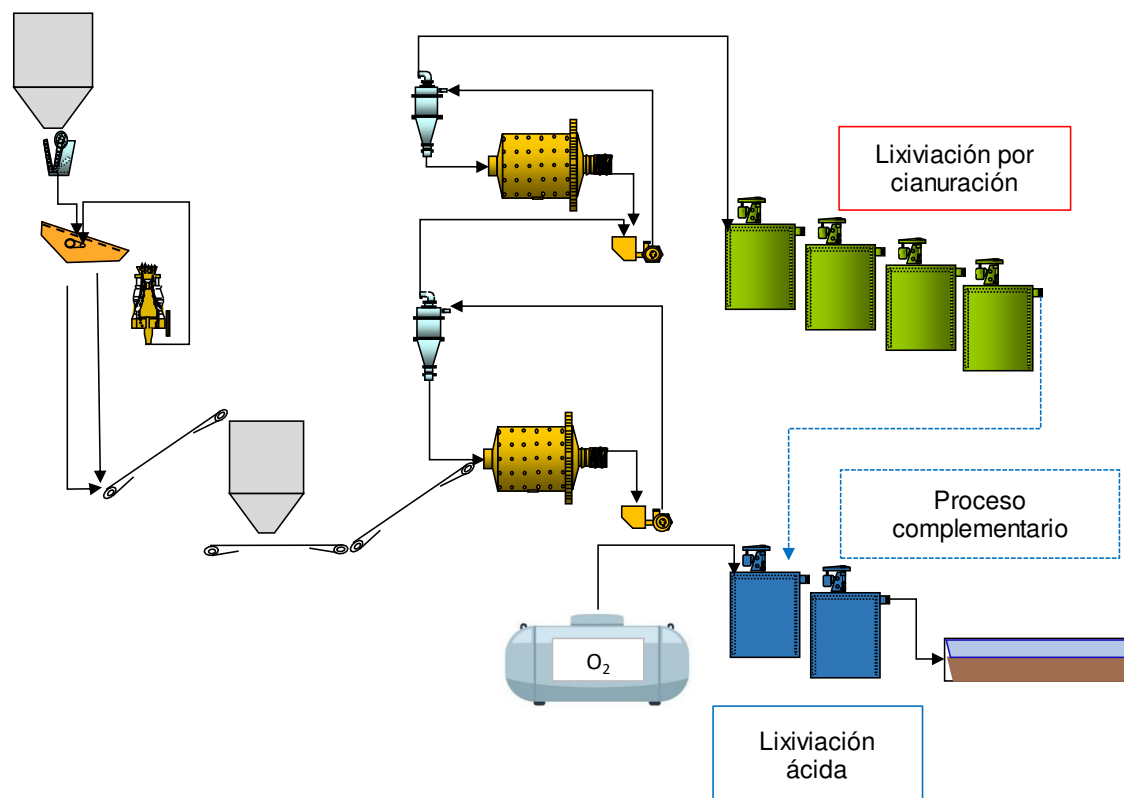 Lixiviación por
cianuración
Proceso
complementario
O₂
Lixiviación
ácida